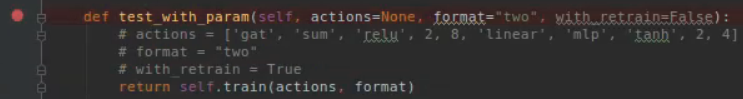 def test_with_param(self, actions=None, format="two", with_retrain=False):
# actions = ['gat', 'sum', 'relu', 2, 8, 'linear', 'mlp', 'tanh', 2, 4]
# format = "two"
# with_retrain = True
return self.train(actions, format)